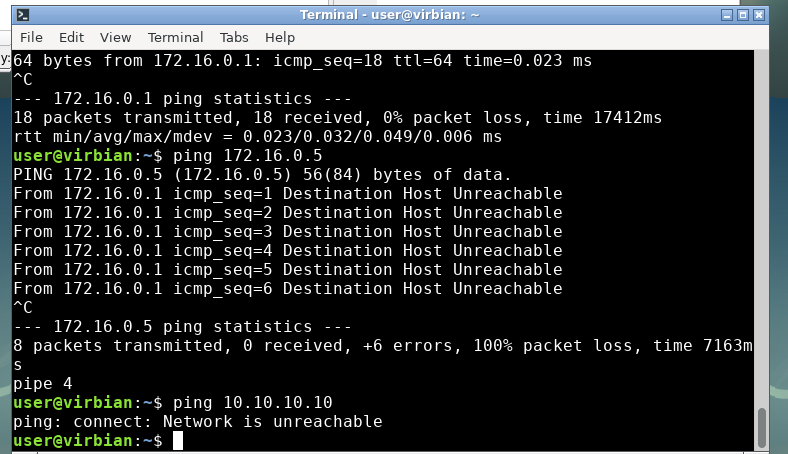 Terminal - user@virbian: ~
File Edit View Terminal Tabs Help
y:
64 bytes from 172.16.0.1: icmp_seq=18 ttl=64 time=0.023 ms
^C
--- 172.16.0.1 ping statistics ---
18 packets transmitted, 18 received, 0% packet loss, time 17412ms
rtt min/avg/max/mdev = 0.023/0.032/0.049/0.006 ms
user@virbian:~$ ping 172.16.0.5
PING 172.16.0.5 (172.16.0.5) 56(84) bytes of data.
From 172.16.0.1 icmp_seq=1 Destination Host Unreachable
From 172.16.0.1 icmp_seq=2 Destination Host Unreachable
From 172.16.0.1 icmp_seq=3 Destination Host Unreachable
From 172.16.0.1 icmp_seq=4 Destination Host Unreachable
From 172.16.0.1 icmp_seq=5 Destination Host Unreachable
From 172.16.0.1 icmp_seq=6 Destination Host Unreachable
^C
--- 172.16.0.5 ping statistics ---
8 packets transmitted, 0 received, +6 errors, 100% packet loss, time 7163m
s
pipe 4
user@virbian:~$ ping 10.10.10.10
ping: connect: Network is unreachable
user@virbian:~$